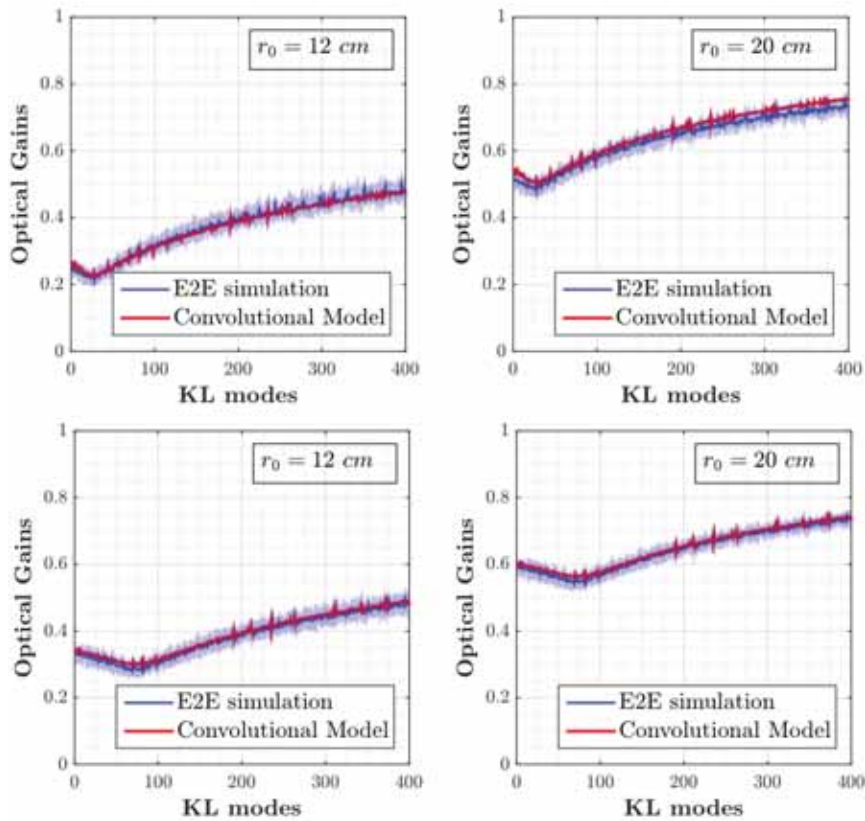 r₀ = 12 cm
1
0.8
0.6
0.4
0.2
0
Optical Gains
E2E simulation
Convolutional Model
0 100 200 300 400
KL modes
r₀ = 20 cm
1
0.8
0.6
0.4
0.2
0
Optical Gains
E2E simulation
Convolutional Model
0 100 200 300 400
KL modes
r₀ = 12 cm
1
0.8
0.6
0.4
0.2
0
Optical Gains
E2E simulation
Convolutional Model
0 100 200 300 400
KL modes
r₀ = 20 cm
1
0.8
0.6
0.4
0.2
0
Optical Gains
E2E simulation
Convolutional Model
0 100 200 300 400
KL modes